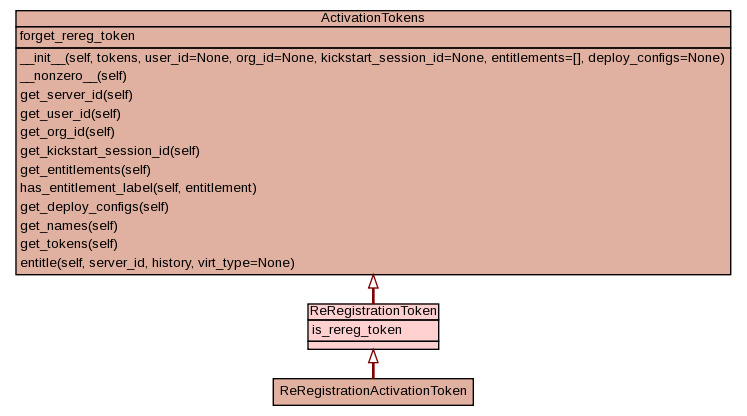 ActivationTokens
forget_rereg_token
__init__(self, tokens, user_id=None, org_id=None, kickstart_session_id=None, entitlements=[], deploy_configs=None)
__nonzero__(self)
get_server_id(self)
get_user_id(self)
get_org_id(self)
get_kickstart_session_id(self)
get_entitlements(self)
has_entitlement_label(self, entitlement)
get_deploy_configs(self)
get_names(self)
get_tokens(self)
entitle(self, server_id, history, virt_type=None)
ReRegistrationToken
is_rereg_token
ReRegistrationActivationToken